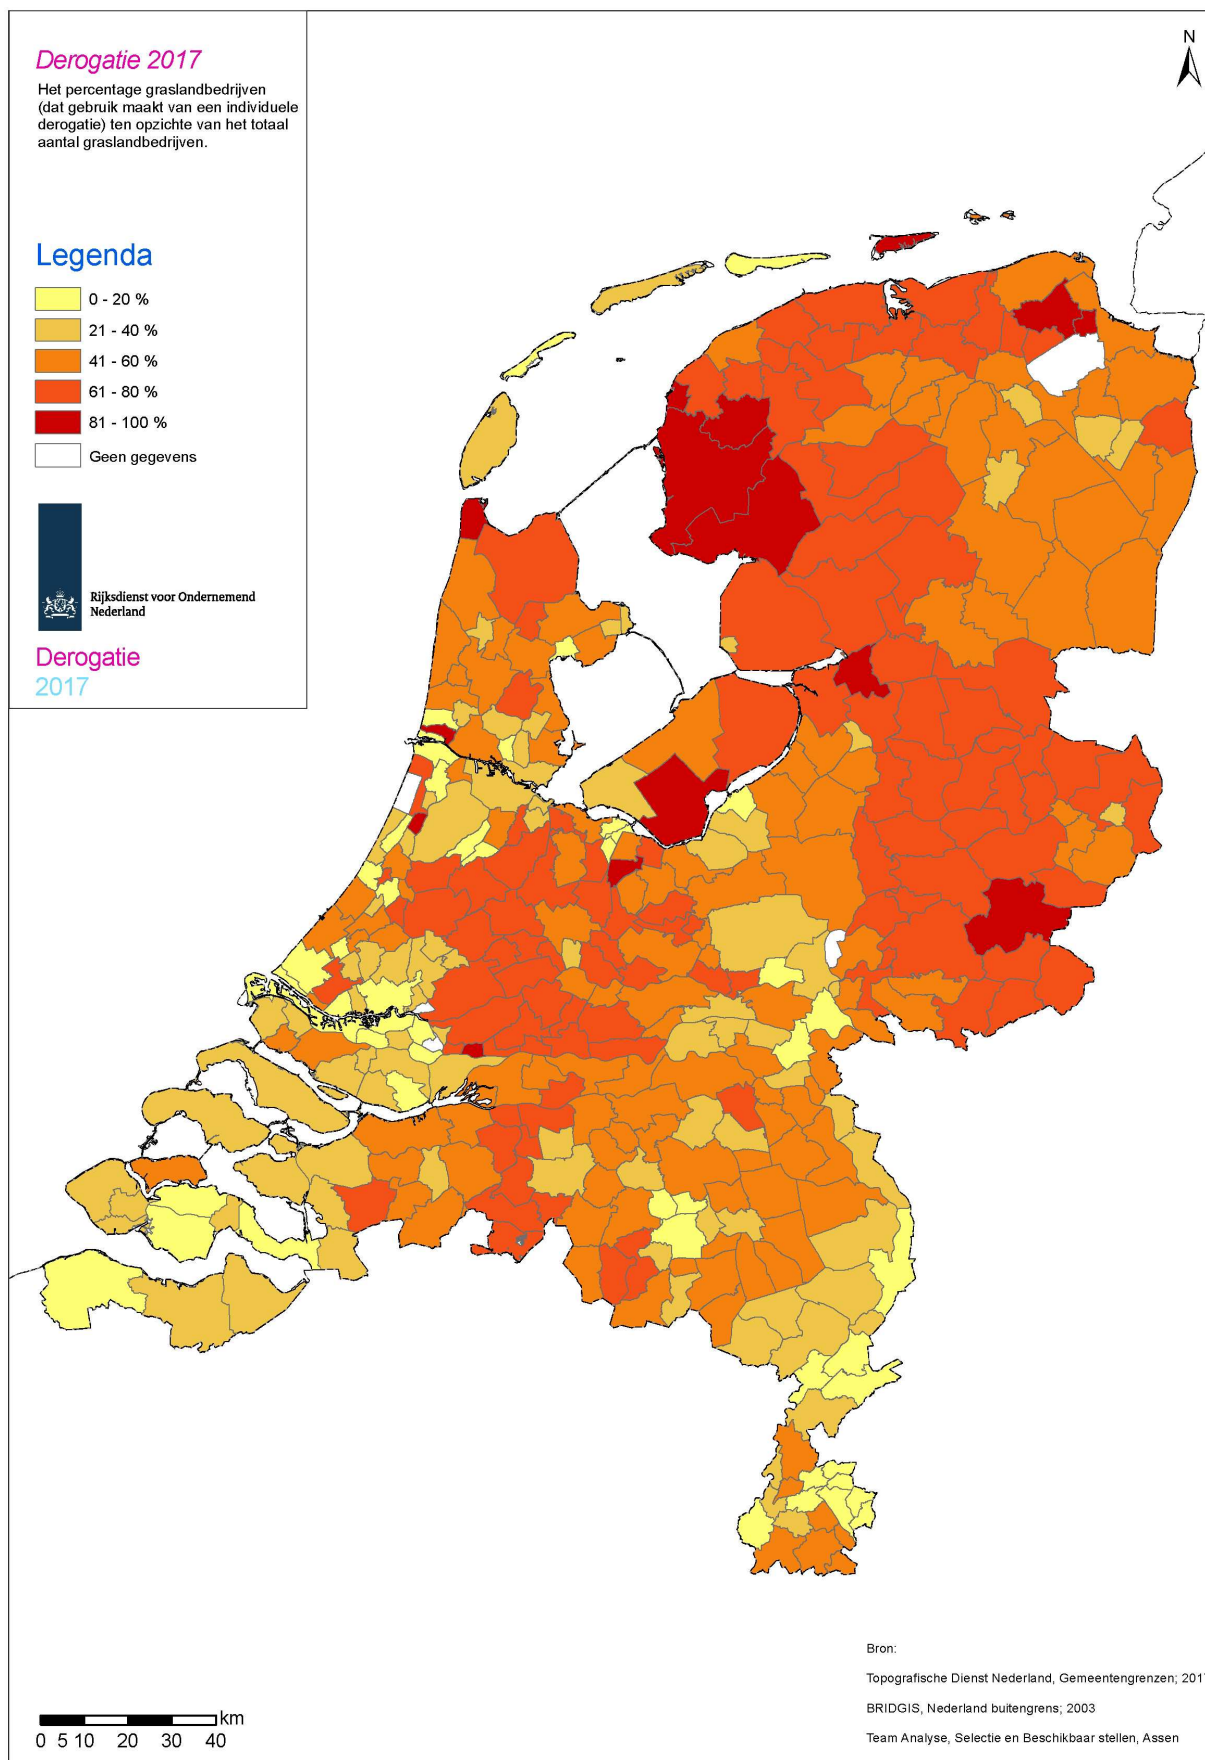 Derogatie 2017
Het percentage graslandbedrijven
(dat gebruik maakt van een individuele
derogatie) ten opzichte van het totaal
aantal graslandbedrijven.
N
Legenda
0 - 20 %
21 - 40 %
41 - 60 %
61 - 80 %
81 - 100 %
Geen gegevens
Rijksdienst voor Ondernemend
Nederland
Derogatie
2017
Bron:
Topografische Dienst Nederland, Gemeentengrenzen; 201
BRIDGIS, Nederland buitengrens; 2003
Team Analyse, Selectie en Beschikbaar stellen, Assen
km
0 5 10 20 30 40